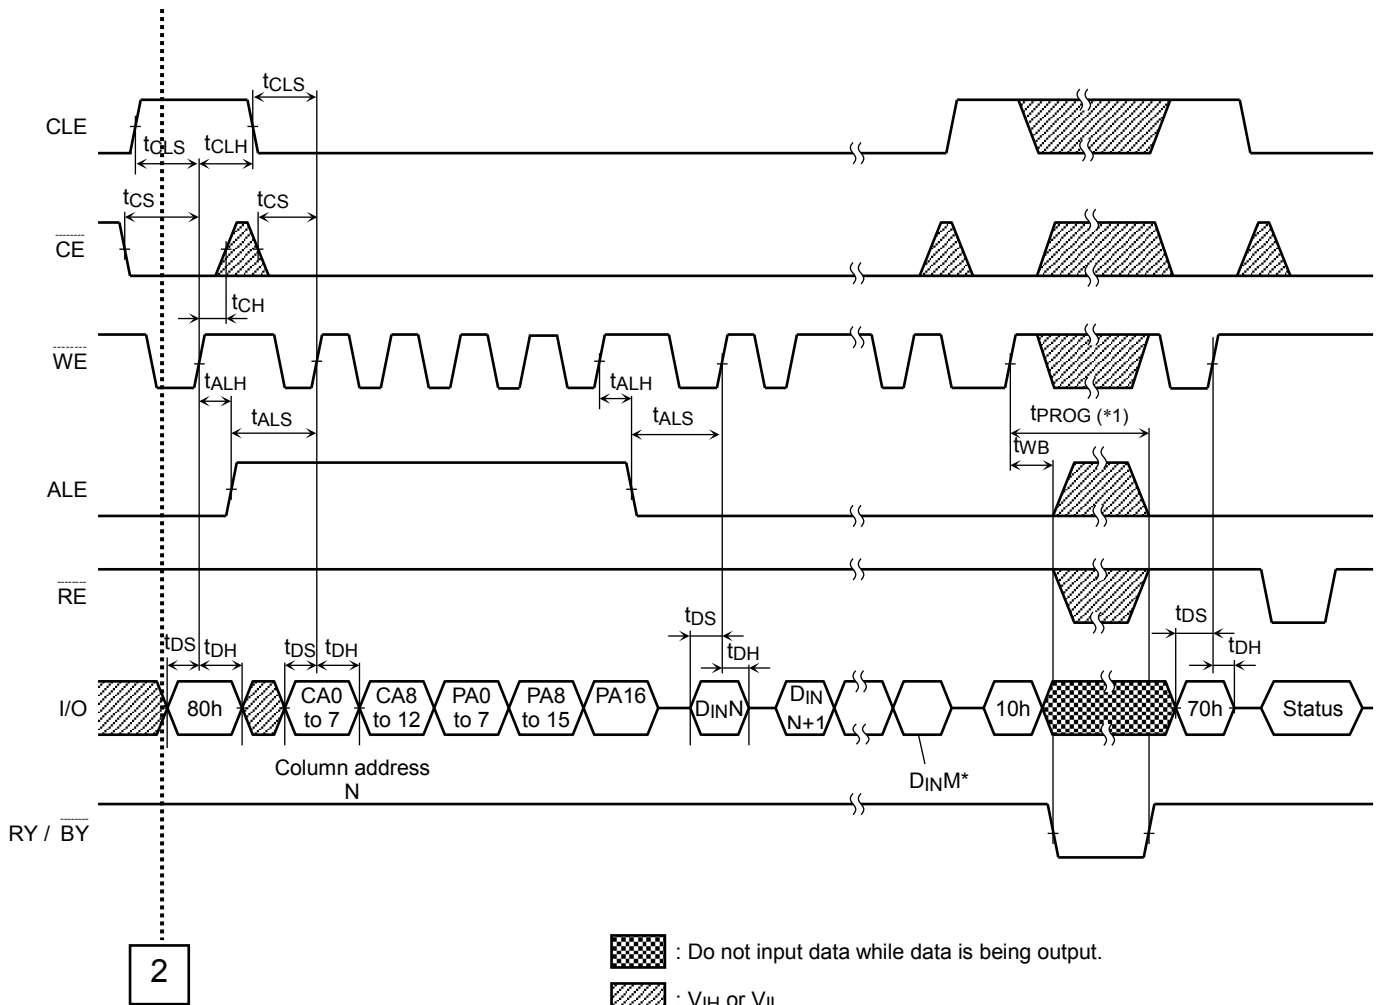 tCLS
CLE
tCLS
tCLH
tCS
tCS
CE
tCH
WE
tALH
tALS
tALH
tALS
tPROG (*1)
tWB
ALE
RE
tDS
tDH
tDS
tDH
tDS
tDH
tDS
tDH
I/O
80h
CA0
to 7
CA8
to 12
PA0
to 7
PA8
to 15
PA16
DINN
DIN
N+1
10h
70h
Status
Column address
N
DINM*
RY / BY
2
: Do not input data while data is being output.
: VIH or VIL